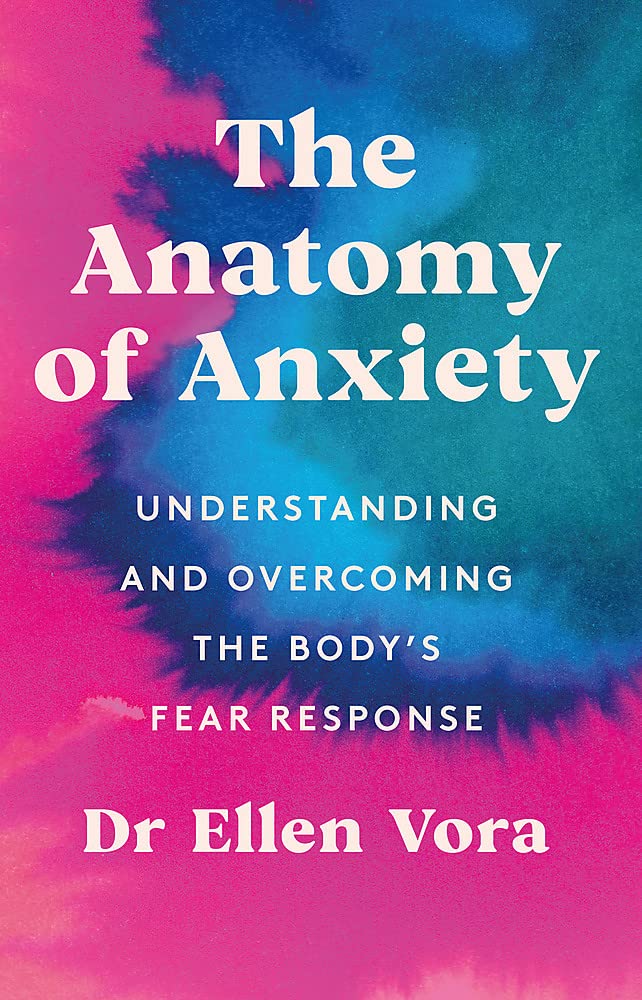 The
Anatomy
of Anxiety
UNDERSTANDING
AND OVERCOMING
THE BODY'S
FEAR RESPONSE
Dr Ellen Vora